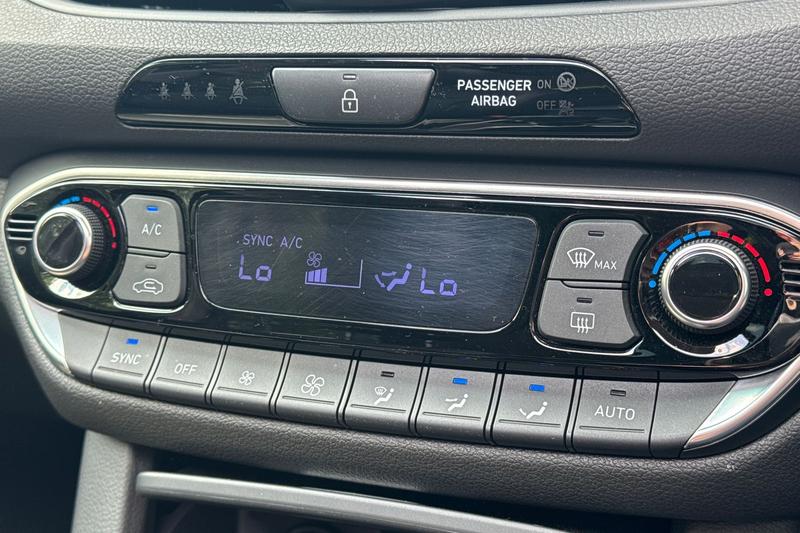 PASSENGER ON
AIRBAG OFF
A/C
SYNC A/C
Lo Lo
MAX
SYNC OFF AUTO